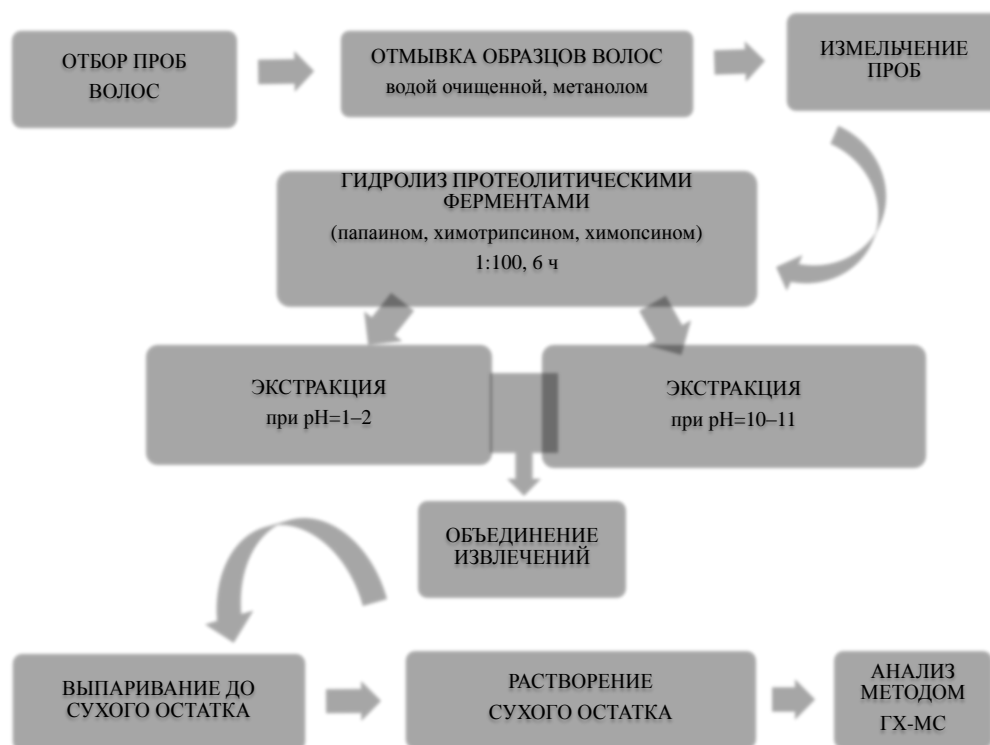 ОТБОР ПРОБ
ВОЛОС
ОТМЫВКА ОБРАЗЦОВ ВОЛОС
водой очищенной, метанолом
ИЗМЕЛЬЧЕНИЕ
ПРОБ
ГИДРОЛИЗ ПРОТЕОЛИТИЧЕСКИМИ
ФЕРМЕНТАМИ
(папаином, химотрипсином, химопсином)
1:100, 6 ч
ЭКСТРАКЦИЯ
при pH=1–2
ЭКСТРАКЦИЯ
при pH=10–11
ОБЪЕДИНЕНИЕ
ИЗВЛЕЧЕНИЙ
ВЫПАРИВАНИЕ ДО
СУХОГО ОСТАТКА
РАСТВОРЕНИЕ
СУХОГО ОСТАТКА
АНАЛИЗ
МЕТОДОМ
ГХ-МС